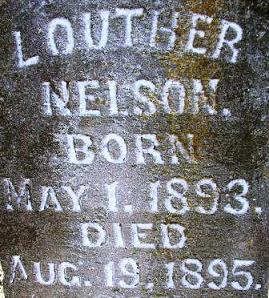 LOUTHER
NELSON.
BORN
MAY 1. 1893.
DIED
AUG. 19, 1895.